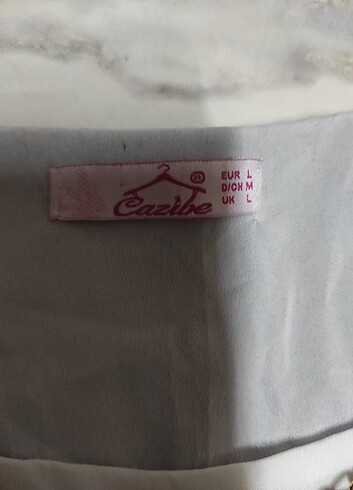 Cazibe
EUR L
D/CH M
UK L